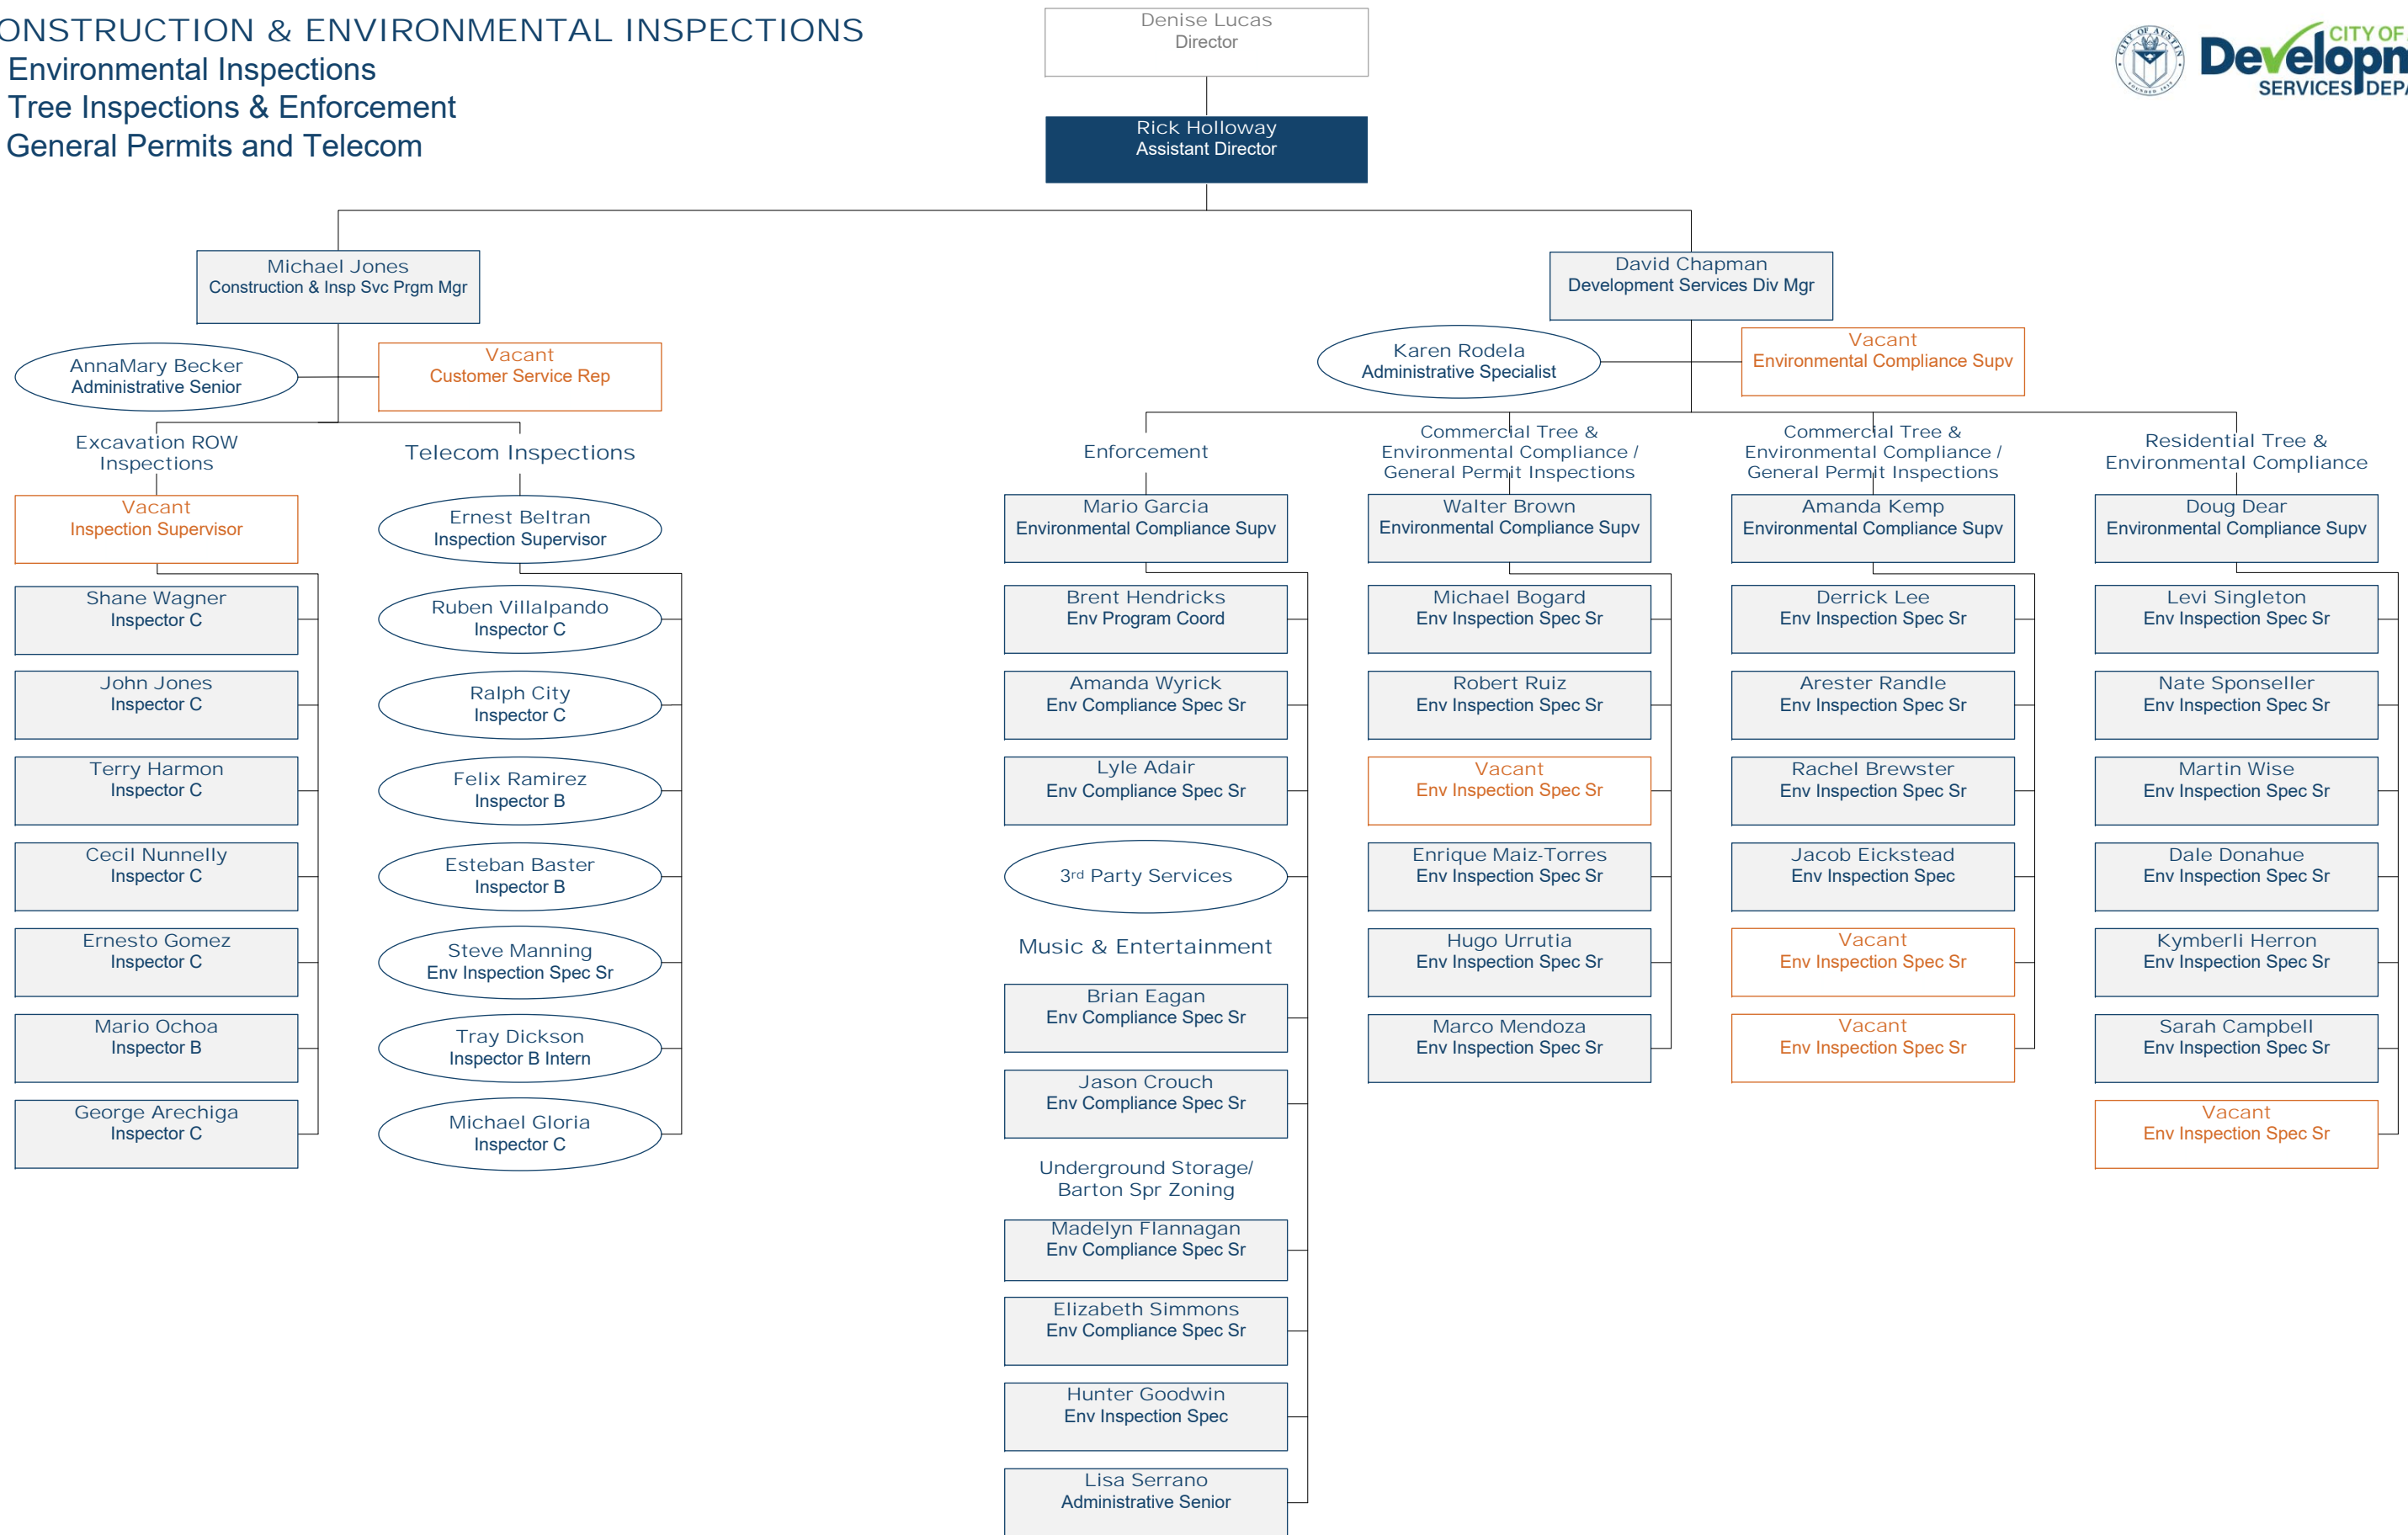 ONSTRUCTION & ENVIRONMENTAL INSPECTIONS
Environmental Inspections
Tree Inspections & Enforcement
General Permits and Telecom
Denise Lucas
Director
CITY OF AUSTIN
FOUNDED 1839
CITY OF
Developm
SERVICES DEPA
Rick Holloway
Assistant Director
Michael Jones
Construction & Insp Svc Prgm Mgr
David Chapman
Development Services Div Mgr
AnnaMary Becker
Administrative Senior
Vacant
Customer Service Rep
Karen Rodela
Administrative Specialist
Vacant
Environmental Compliance Supv
Excavation ROW
Inspections
Vacant
Inspection Supervisor
Shane Wagner
Inspector C
John Jones
Inspector C
Terry Harmon
Inspector C
Cecil Nunnelly
Inspector C
Ernesto Gomez
Inspector C
Mario Ochoa
Inspector B
George Arechiga
Inspector C
Telecom Inspections
Ernest Beltran
Inspection Supervisor
Ruben Villalpando
Inspector C
Ralph City
Inspector C
Felix Ramirez
Inspector B
Esteban Baster
Inspector B
Steve Manning
Env Inspection Spec Sr
Tray Dickson
Inspector B Intern
Michael Gloria
Inspector C
Enforcement
Mario Garcia
Environmental Compliance Supv
Brent Hendricks
Env Program Coord
Amanda Wyrick
Env Compliance Spec Sr
Lyle Adair
Env Compliance Spec Sr
3rd Party Services
Music & Entertainment
Brian Eagan
Env Compliance Spec Sr
Jason Crouch
Env Compliance Spec Sr
Underground Storage/
Barton Spr Zoning
Madelyn Flannagan
Env Compliance Spec Sr
Elizabeth Simmons
Env Compliance Spec Sr
Hunter Goodwin
Env Inspection Spec
Lisa Serrano
Administrative Senior
Commercial Tree &
Environmental Compliance /
General Permit Inspections
Walter Brown
Environmental Compliance Supv
Michael Bogard
Env Inspection Spec Sr
Robert Ruiz
Env Inspection Spec Sr
Vacant
Env Inspection Spec Sr
Enrique Maiz-Torres
Env Inspection Spec Sr
Hugo Urrutia
Env Inspection Spec Sr
Marco Mendoza
Env Inspection Spec Sr
Commercial Tree &
Environmental Compliance /
General Permit Inspections
Amanda Kemp
Environmental Compliance Supv
Derrick Lee
Env Inspection Spec Sr
Arester Randle
Env Inspection Spec Sr
Rachel Brewster
Env Inspection Spec Sr
Jacob Eickstead
Env Inspection Spec
Vacant
Env Inspection Spec Sr
Vacant
Env Inspection Spec Sr
Residential Tree &
Environmental Compliance
Doug Dear
Environmental Compliance Supv
Levi Singleton
Env Inspection Spec Sr
Nate Sponseller
Env Inspection Spec Sr
Martin Wise
Env Inspection Spec Sr
Dale Donahue
Env Inspection Spec Sr
Kymberli Herron
Env Inspection Spec Sr
Sarah Campbell
Env Inspection Spec Sr
Vacant
Env Inspection Spec Sr